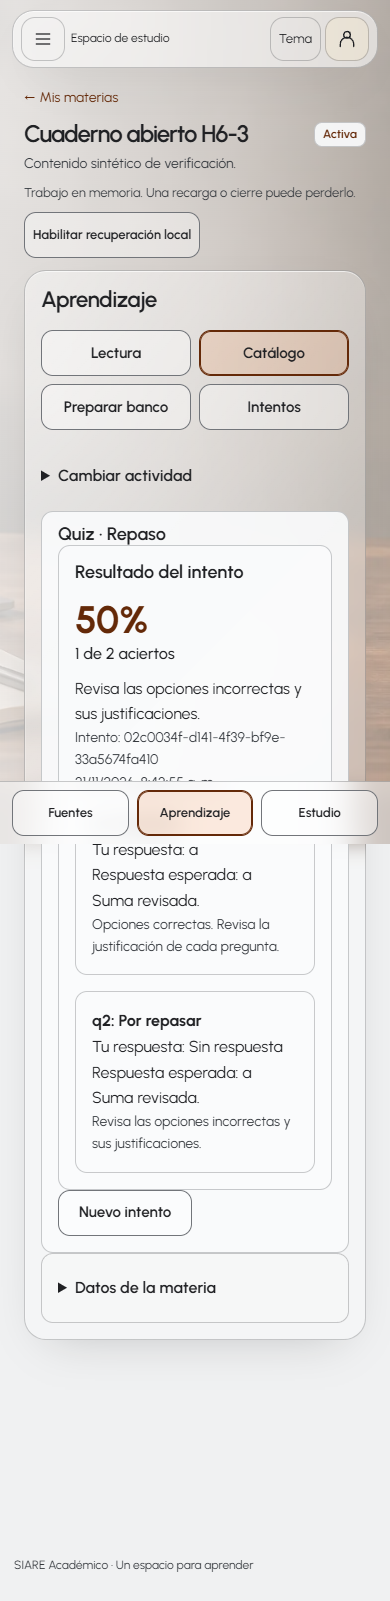 Espacio de estudio
Tema
← Mis materias
Cuaderno abierto H6-3
Activa
Contenido sintético de verificación.
Trabajo en memoria. Una recarga o cierre puede perderlo.
Habilitar recuperación local
Aprendizaje
Lectura
Catálogo
Preparar banco
Intentos
Cambiar actividad
Quiz · Repaso
Resultado del intento
50%
1 de 2 aciertos
Revisa las opciones incorrectas y
sus justificaciones.
Intento: 02c0034f-d141-4f39-bf9e-
33a5674fa410
Fuentes
Aprendizaje
Estudio
Tu respuesta: a
Respuesta esperada: a
Suma revisada.
Opciones correctas. Revisa la
justificación de cada pregunta.
q2: Por repasar
Tu respuesta: Sin respuesta
Respuesta esperada: a
Suma revisada.
Revisa las opciones incorrectas y
sus justificaciones.
Nuevo intento
Datos de la materia
SIARE Académico · Un espacio para aprender